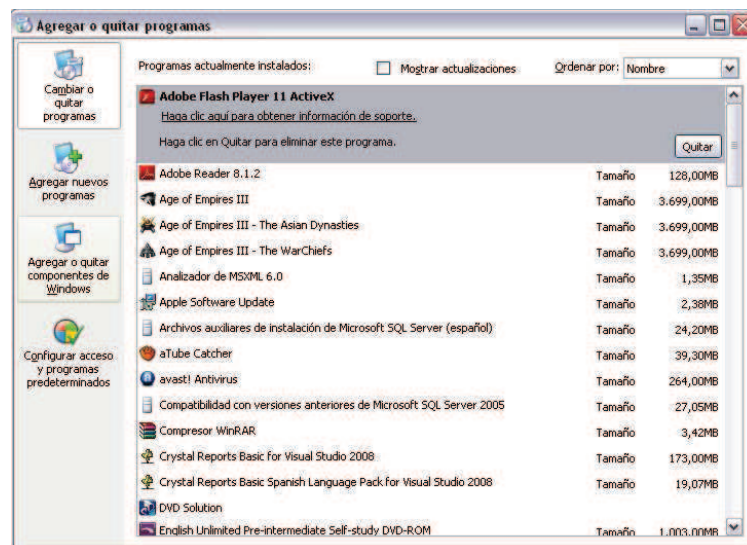 Agregar o quitar programas
Cambiar o
quitar
programas
Agregar nuevos
programas
Agregar o quitar
componentes de
Windows
Configurar acceso
y programas
predeterminados
Programas actualmente instalados: Mostrar actualizaciones Ordenar por: Nombre
Adobe Flash Player 11 ActiveX
Haga clic aquí para obtener información de soporte.
Haga clic en Quitar para eliminar este programa. Quitar
Adobe Reader 8.1.2 Tamaño 128,00MB
Age of Empires III Tamaño 3.699,00MB
Age of Empires III - The Asian Dynasties Tamaño 3.699,00MB
Age of Empires III - The WarChiefs Tamaño 3.699,00MB
Analizador de MSXML 6.0 Tamaño 1,35MB
Apple Software Update Tamaño 2,38MB
Archivos auxiliares de instalación de Microsoft SQL Server (español) Tamaño 24,20MB
aTube Catcher Tamaño 39,30MB
avast! Antivirus Tamaño 264,00MB
Compatibilidad con versiones anteriores de Microsoft SQL Server 2005 Tamaño 27,05MB
Compresor WinRAR Tamaño 3,42MB
Crystal Reports Basic for Visual Studio 2008 Tamaño 173,00MB
Crystal Reports Basic Spanish Language Pack for Visual Studio 2008 Tamaño 19,07MB
DVD Solution
English Unlimited Pre-intermediate Self-study DVD-ROM Tamaño 1.003,00MB